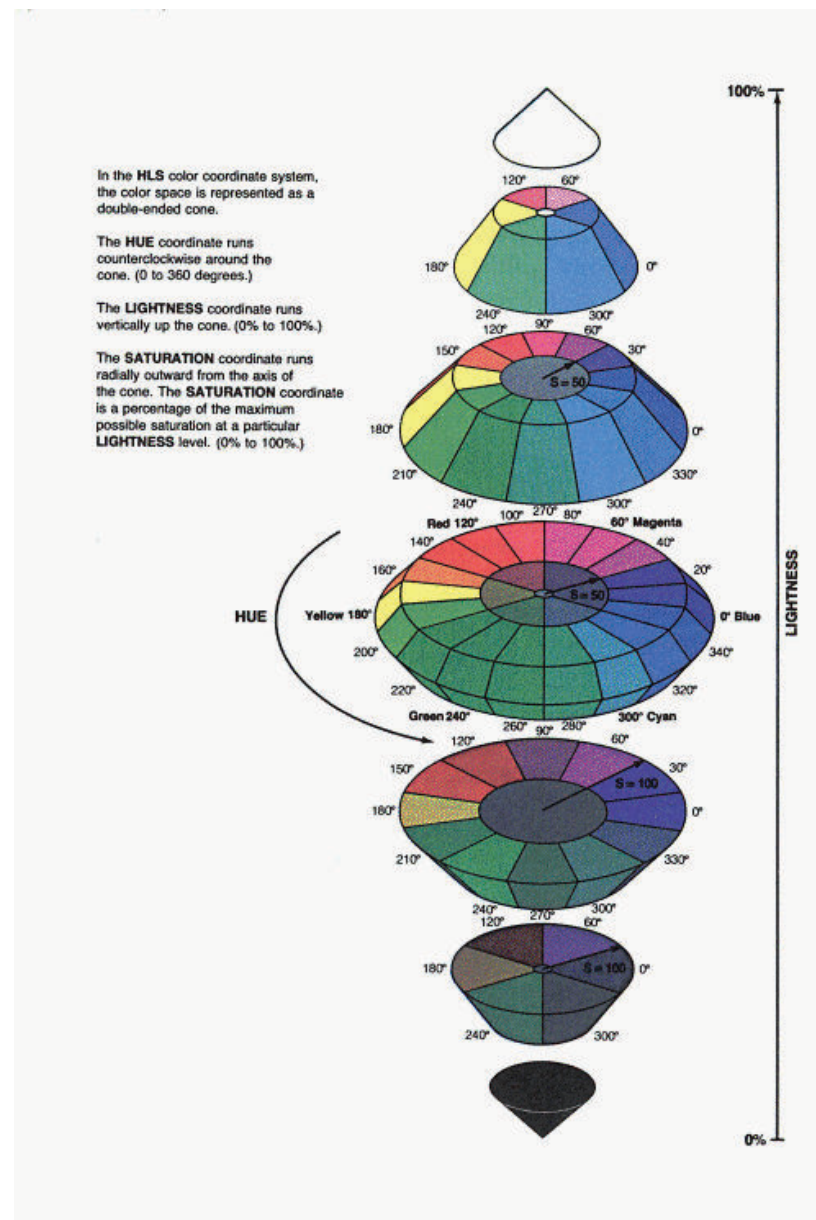 100%
In the HLS color coordinate system,
the color space is represented as a
double-ended cone.
The HUE coordinate runs
counterclockwise around the
cone. (0 to 360 degrees.)
The LIGHTNESS coordinate runs
vertically up the cone. (0% to 100%.)
The SATURATION coordinate runs
radially outward from the axis of
the cone. The SATURATION coordinate
is a percentage of the maximum
possible saturation at a particular
LIGHTNESS level. (0% to 100%.)
120° 60°
180° 0°
240° 300°
120° 90° 60°
150° 30°
S = 50
180° 0°
210° 330°
240° 270° 300°
Red 120° 100° 80° 60° Magenta
140° 40°
160° 20°
S = 50
HUE
Yellow 180° 0° Blue
200° 340°
220° 320°
Green 240° 260° 280° 300° Cyan
LIGHTNESS
120° 90° 60°
150° 30°
S = 100
180° 0°
210° 330°
240° 270° 300°
120° 60°
180° S = 100 0°
240° 300°
0%